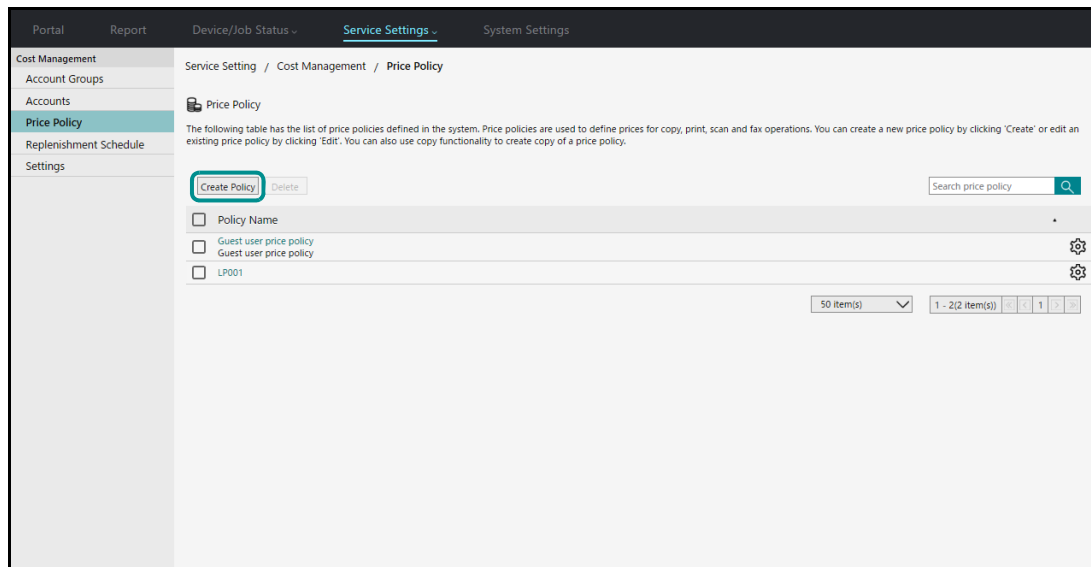 Portal Report Device/Job Status Service Settings System Settings
Cost Management
Account Groups
Accounts
Price Policy
Replenishment Schedule
Settings
Service Setting / Cost Management / Price Policy
Price Policy
The following table has the list of price policies defined in the system. Price policies are used to define prices for copy, print, scan and fax operations. You can create a new price policy by clicking 'Create' or edit an
existing price policy by clicking 'Edit'. You can also use copy functionality to create copy of a price policy.
Create Policy Delete Search price policy
Policy Name
Guest user price policy
Guest user price policy
LP001
50 item(s) 1 - 2(2 item(s)) « < 1 > »